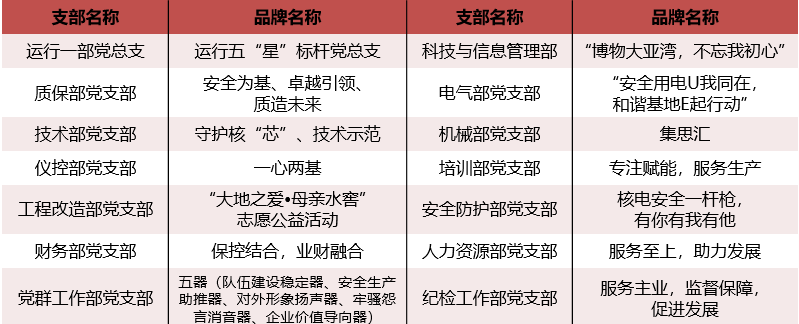 支部名称 品牌名称 支部名称 品牌名称
运行一部党总支 运行五“星”标杆党总支 科技与信息管理部 “博物大亚湾，不忘我初心”
质保部党支部 安全为基、卓越引领、
质造未来 电气部党支部 “安全用电U我同在，
和谐基地E起行动”
技术部党支部 守护核“芯”、技术示范 机械部党支部 集思汇
仪控部党支部 一心两基 培训部党支部 专注赋能，服务生产
工程改造部党支部 “大地之爱•母亲水窖”
志愿公益活动 安全防护部党支部 核电安全一杆枪，
有你有我有他
财务部党支部 保控结合，业财融合 人力资源部党支部 服务至上，助力发展
党群工作部党支部 五器（队伍建设稳定器、安全生产
助推器、对外形象扬声器、牢骚怨
言消音器、企业价值导向器） 纪检工作部党支部 服务主业，监督保障，
促进发展